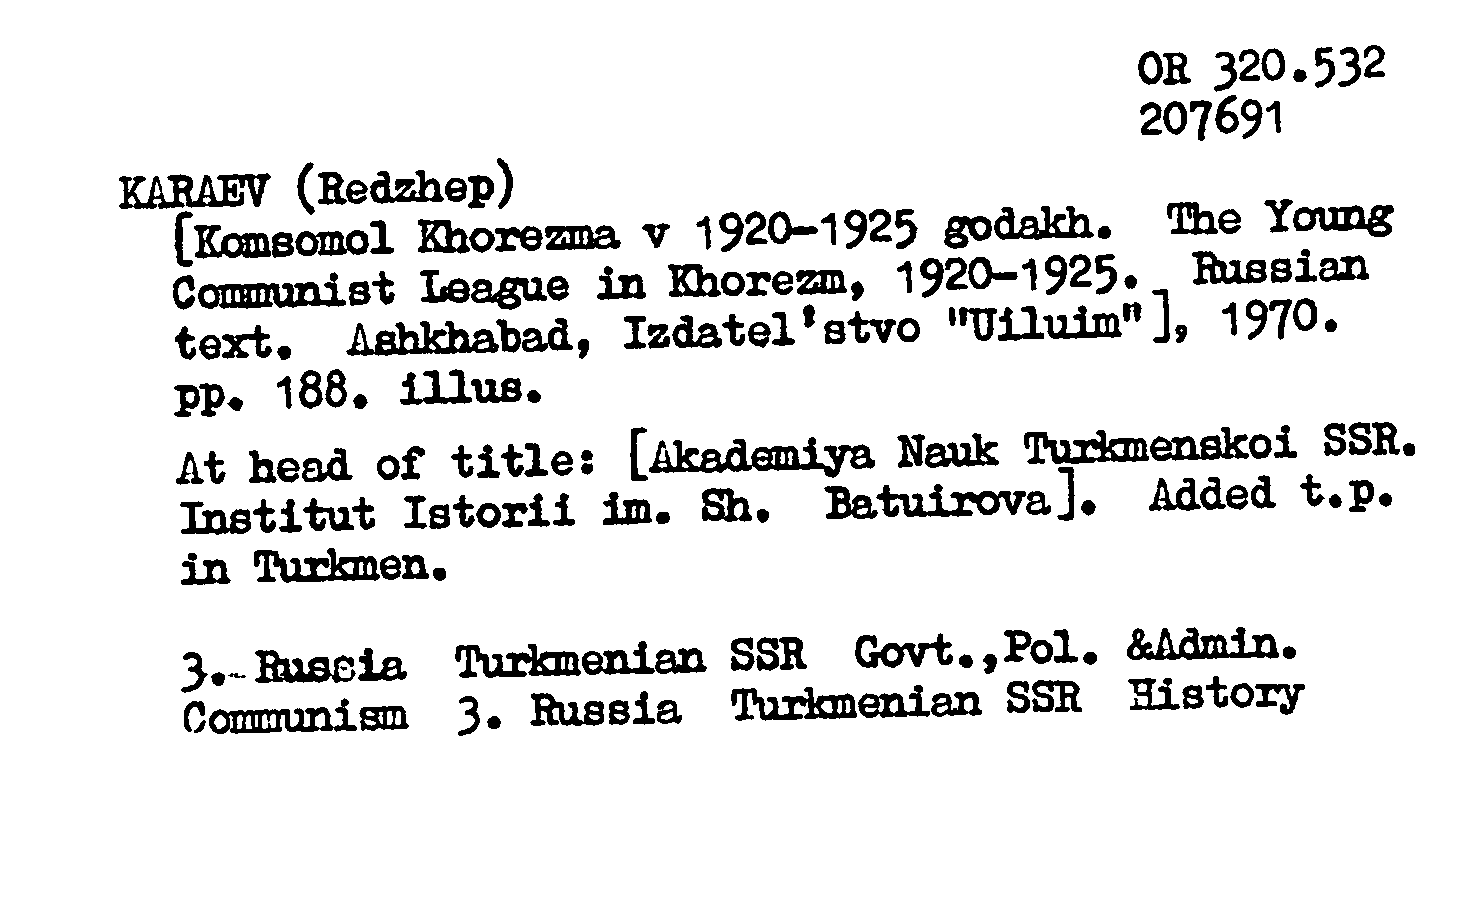 OR 320.532
207691
KARAEV (Redzhep)
[Komsomol Khorezma v 1920-1925 godakh. The Young
Communist League in Khorezm, 1920-1925. Russian
text. Ashkhabad, Izdatel'stvo "Uiluim"], 1970.
pp. 188. illus.
At head of title: [Akademiya Nauk Turkmenskoi SSR.
Institut Istorii im. Sh. Batuirova]. Added t.p.
in Turkmen.
3. Russia Turkmenian SSR Govt.,Pol. &Admin.
Communism 3. Russia Turkmenian SSR History